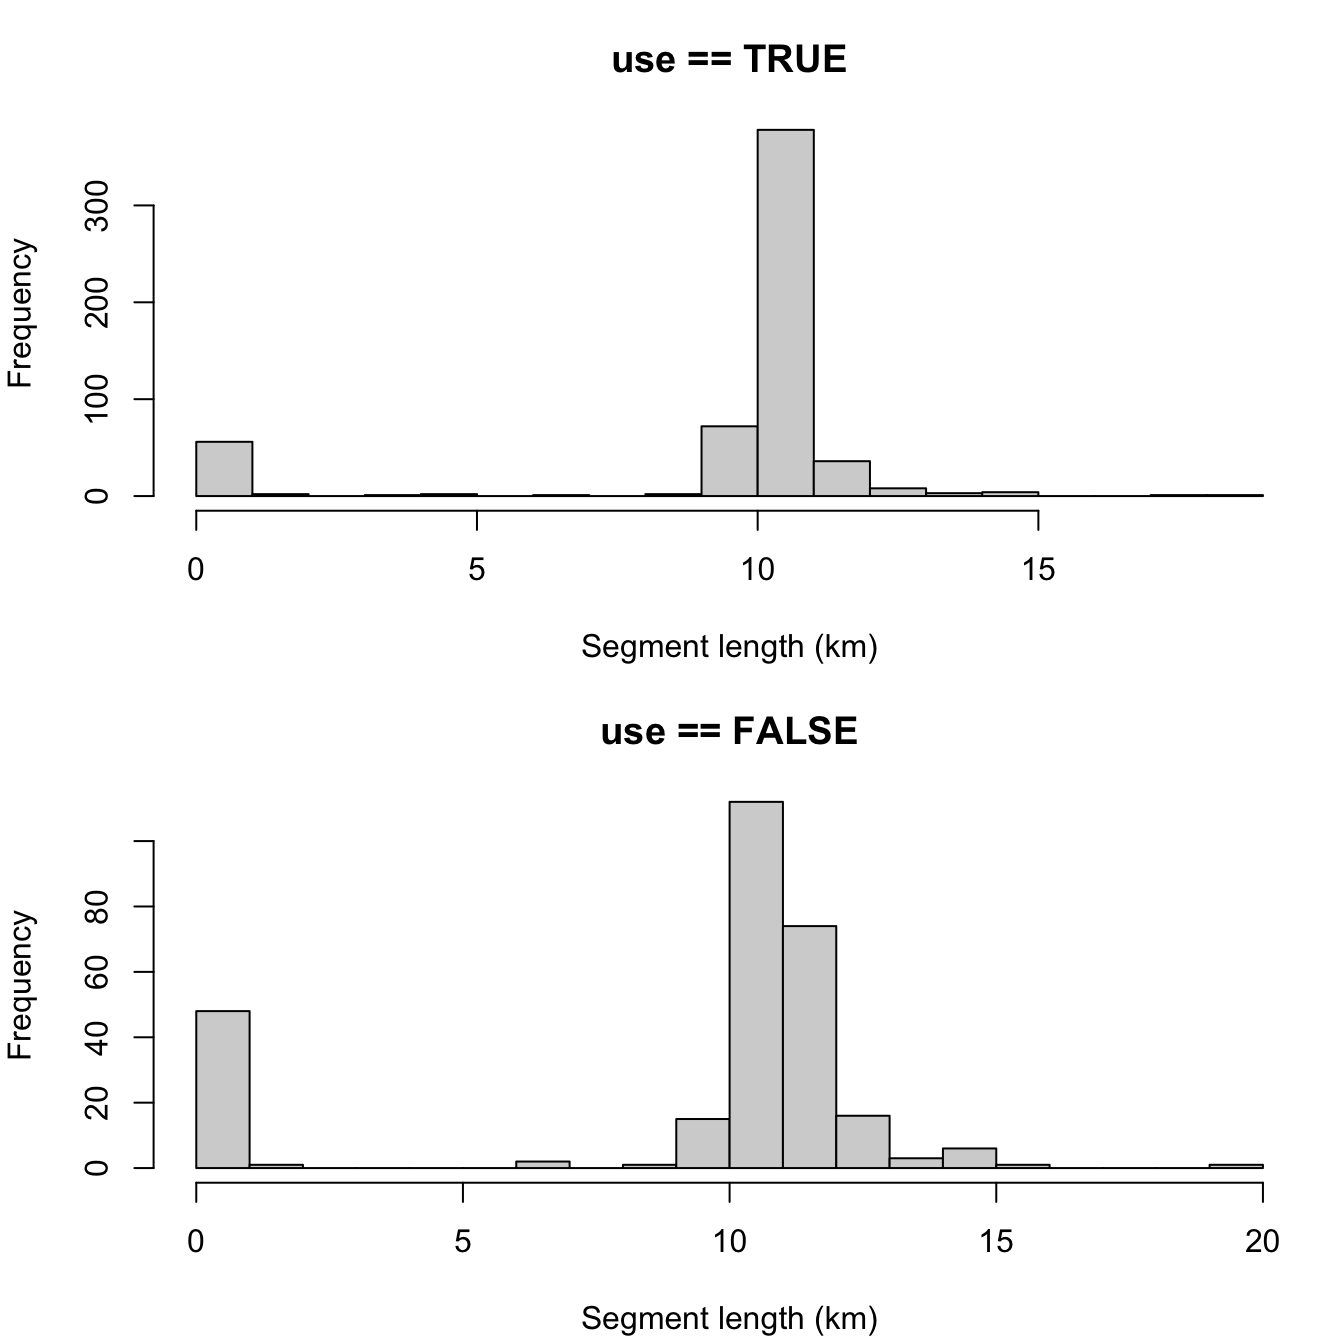 use == TRUE
Frequency
300
200
100
0
0 5 10 15
Segment length (km)
use == FALSE
Frequency
80
60
40
20
0
0 5 10 15 20
Segment length (km)